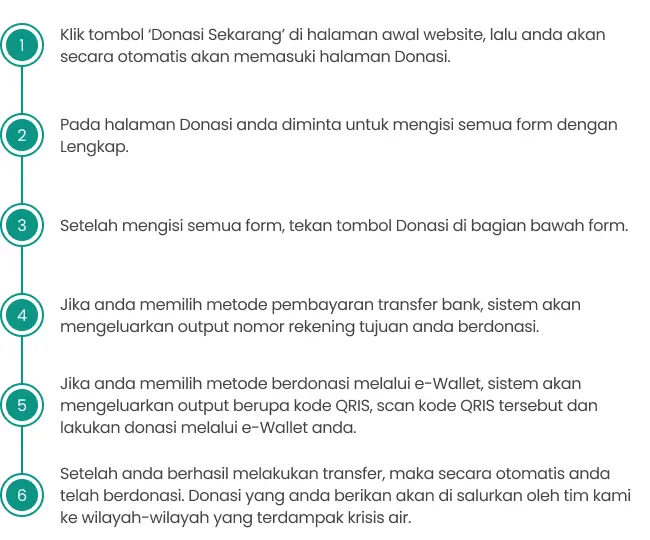 1
Klik tombol ‘Donasi Sekarang’ di halaman awal website, lalu anda akan
secara otomatis akan memasuki halaman Donasi.
2
Pada halaman Donasi anda diminta untuk mengisi semua form dengan
Lengkap.
3
Setelah mengisi semua form, tekan tombol Donasi di bagian bawah form.
4
Jika anda memilih metode pembayaran transfer bank, sistem akan
mengeluarkan output nomor rekening tujuan anda berdonasi.
5
Jika anda memilih metode berdonasi melalui e-Wallet, sistem akan
mengeluarkan output berupa kode QRIS, scan kode QRIS tersebut dan
lakukan donasi melalui e-Wallet anda.
6
Setelah anda berhasil melakukan transfer, maka secara otomatis anda
telah berdonasi. Donasi yang anda berikan akan di salurkan oleh tim kami
ke wilayah-wilayah yang terdampak krisis air.